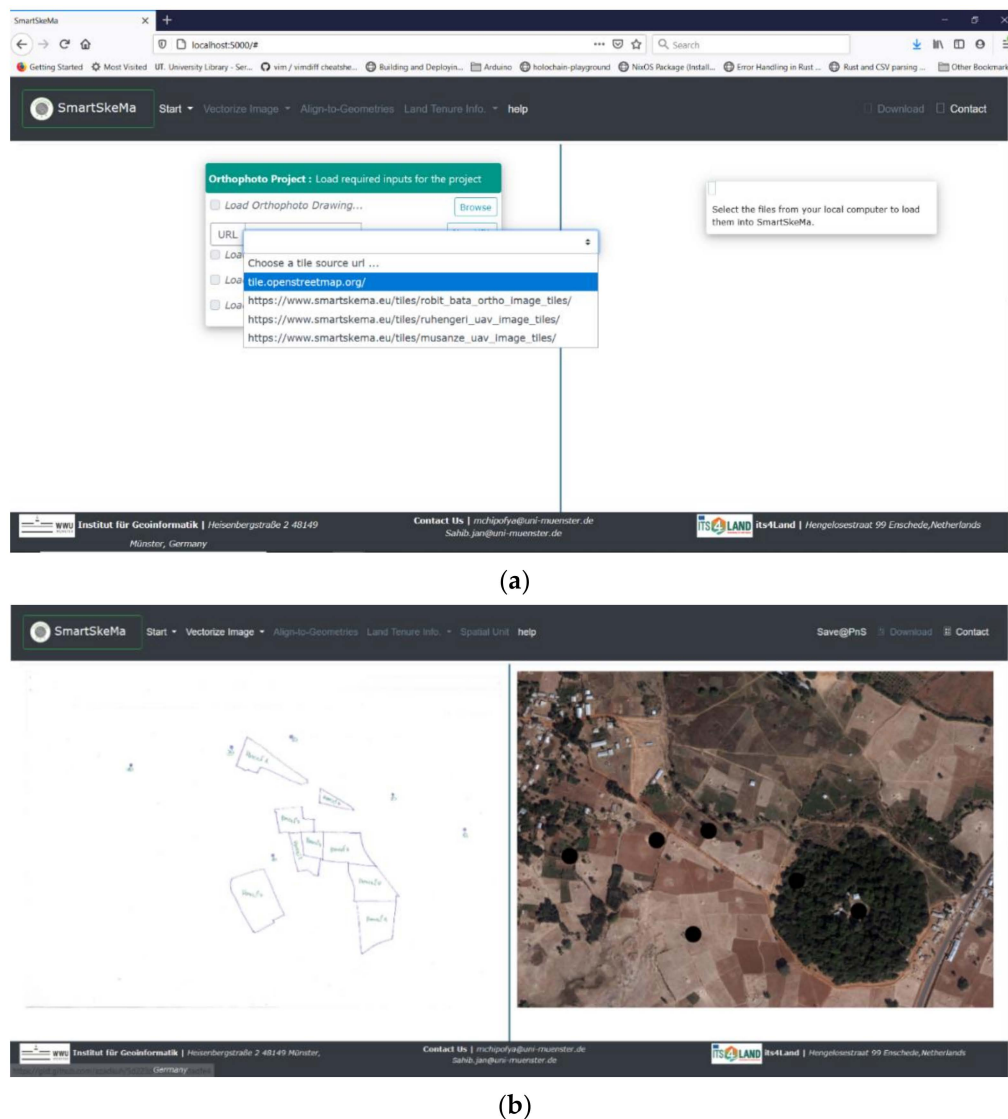 SmartSkeMa
localhost:5000/#
Search
Getting Started Most Visited UT. University Library - Ser... vim / vimdiff cheatshe... Building and Deployin... Arduino holochain-playground NixOS Package (Install... Error Handling in Rust ... Rust and CSV parsing ... Other Bookmark
SmartSkeMa Start Vectorize Image Align-to-Geometries Land Tenure Info. help Download Contact
Orthophoto Project : Load required inputs for the project
Load Orthophoto Drawing... Browse
URL
Choose a tile source url ...
Loa
tile.openstreetmap.org/
Loa
https://www.smartskema.eu/tiles/robit_bata_ortho_image_tiles/
Loa
https://www.smartskema.eu/tiles/ruhengeri_uav_image_tiles/
https://www.smartskema.eu/tiles/musanze_uav_image_tiles/
Select the files from your local computer to load
them into SmartSkeMa.
WWU Institut für Geoinformatik | Heisenbergstraße 2 48149
Münster, Germany
Contact Us | mchipofya@uni-muenster.de
Sahib.jan@uni-muenster.de
ITS4LAND its4Land | Hengelosestraat 99 Enschede,Netherlands
(a)
SmartSkeMa Start Vectorize Image Align-to-Geometries Land Tenure Info. Spatial Unit help Save@PnS Download Contact
WWU Institut für Geoinformatik | Heisenbergstraße 2 48149 Münster,
Germany
Contact Us | mchipofya@uni-muenster.de
Sahib.jan@uni-muenster.de
ITS4LAND its4Land | Hengelosestraat 99 Enschede,Netherlands
(b)